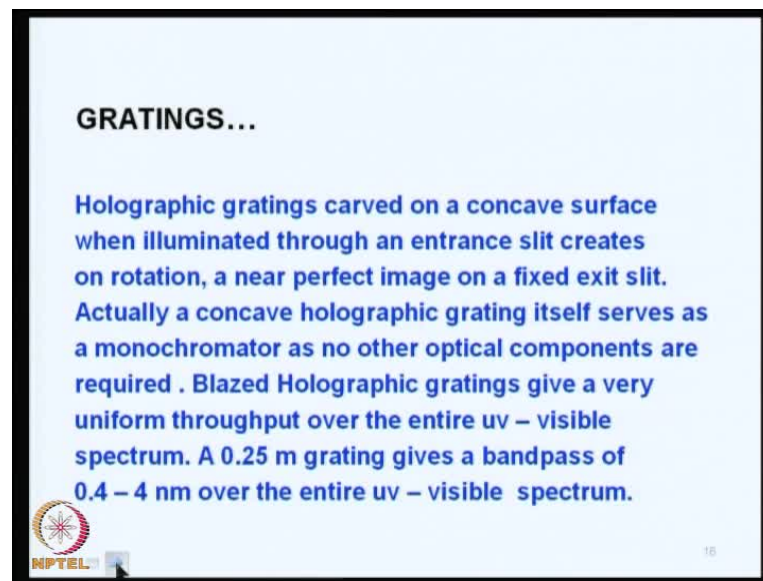 GRATINGS...
Holographic gratings carved on a concave surface
when illuminated through an entrance slit creates
on rotation, a near perfect image on a fixed exit slit.
Actually a concave holographic grating itself serves as
a monochromator as no other optical components are
required . Blazed Holographic gratings give a very
uniform throughput over the entire uv – visible
spectrum. A 0.25 m grating gives a bandpass of
0.4 – 4 nm over the entire uv – visible spectrum.
NPTEL
16